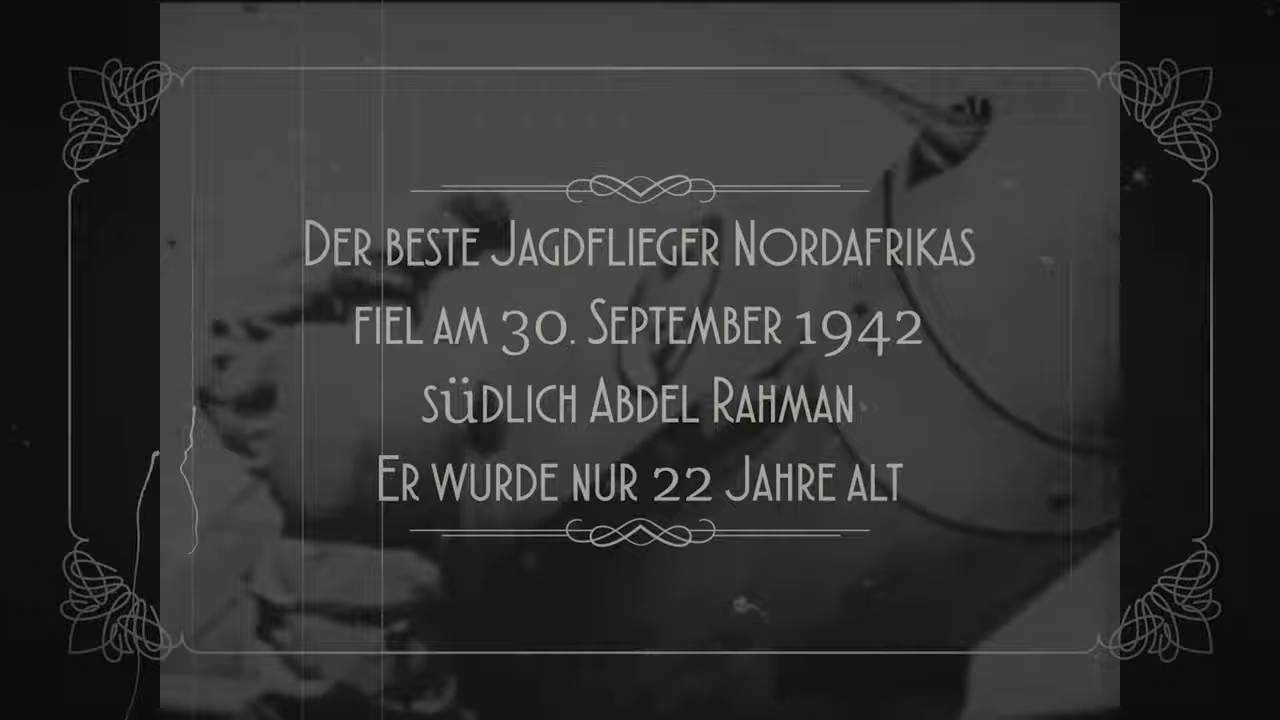 Der beste Jagdflieger Nordafrikas
fiel am 30. September 1942
südlich Abdel Rahman
Er wurde nur 22 Jahre alt